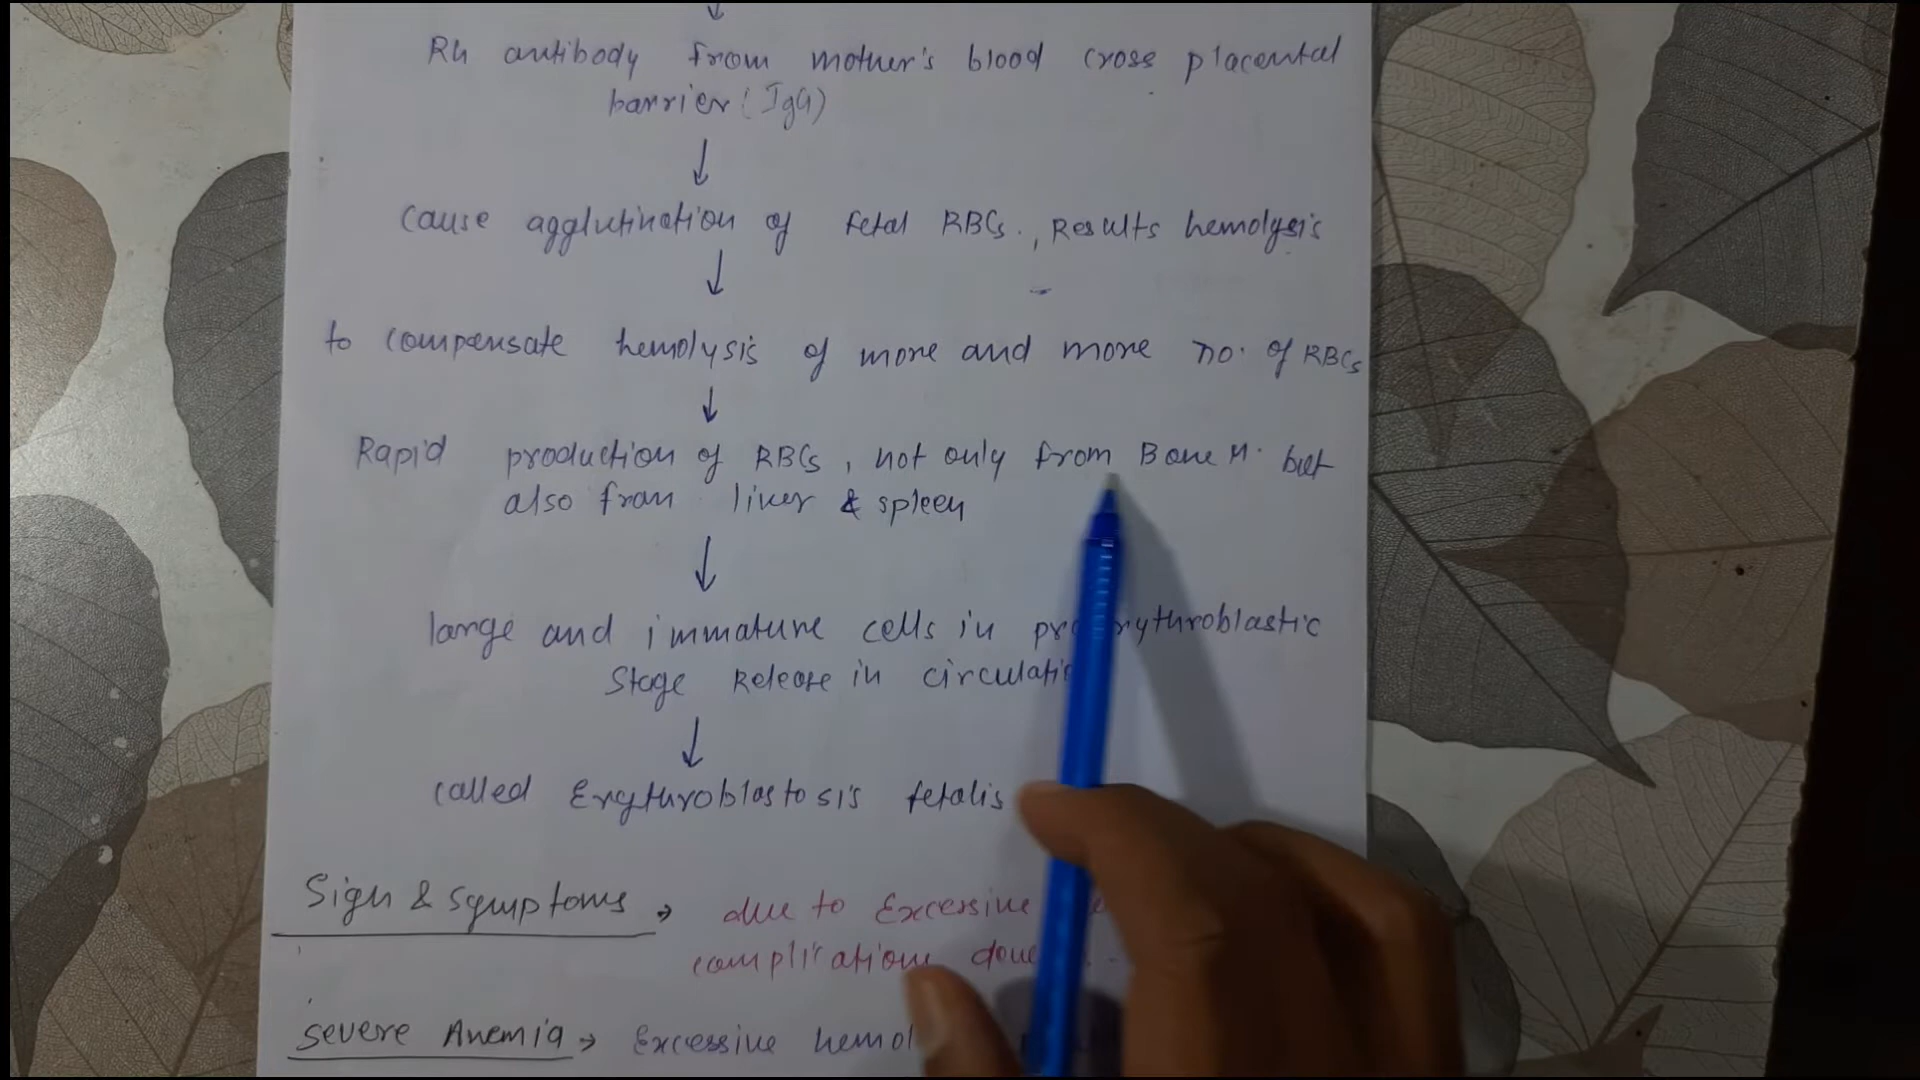 Rh antibody from mother's blood cross placental
barrier (IgG)
Cause agglutination of fetal RBCs., Results hemolysis
to compensate hemolysis of more and more no. of RBCs
Rapid production of RBCs, not only from Bone M. but
also from liver & spleen
large and immature cells in
Stage Release in
called Erythroblastosis fetalis
Sign & symptoms → due to Excessive
complications
Severe Anemia → Excessive